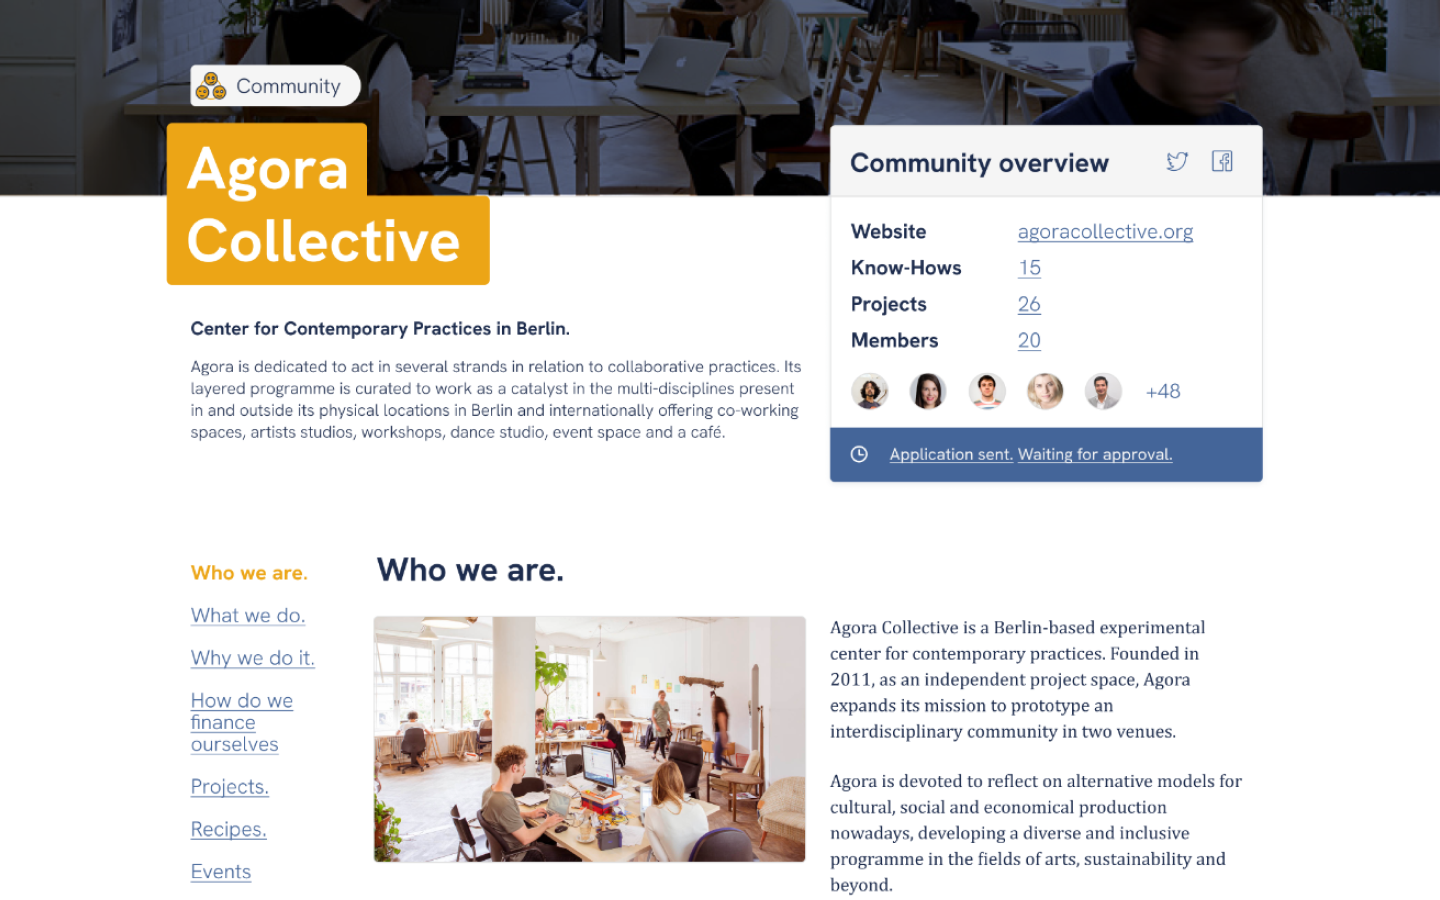 Community
Agora
Collective
Center for Contemporary Practices in Berlin.
Agora is dedicated to act in several strands in relation to collaborative practices. Its
layered programme is curated to work as a catalyst in the multi-disciplines present
in and outside its physical locations in Berlin and internationally offering co-working
spaces, artists studios, workshops, dance studio, event space and a café.
Community overview
Website agoracollective.org
Know-Hows 15
Projects 26
Members 20
+48
Application sent. Waiting for approval.
Who we are.
What we do.
Why we do it.
How do we
finance
ourselves
Projects.
Recipes.
Events
Who we are.
Agora Collective is a Berlin-based experimental
center for contemporary practices. Founded in
2011, as an independent project space, Agora
expands its mission to prototype an
interdisciplinary community in two venues.
Agora is devoted to reflect on alternative models for
cultural, social and economical production
nowadays, developing a diverse and inclusive
programme in the fields of arts, sustainability and
beyond.